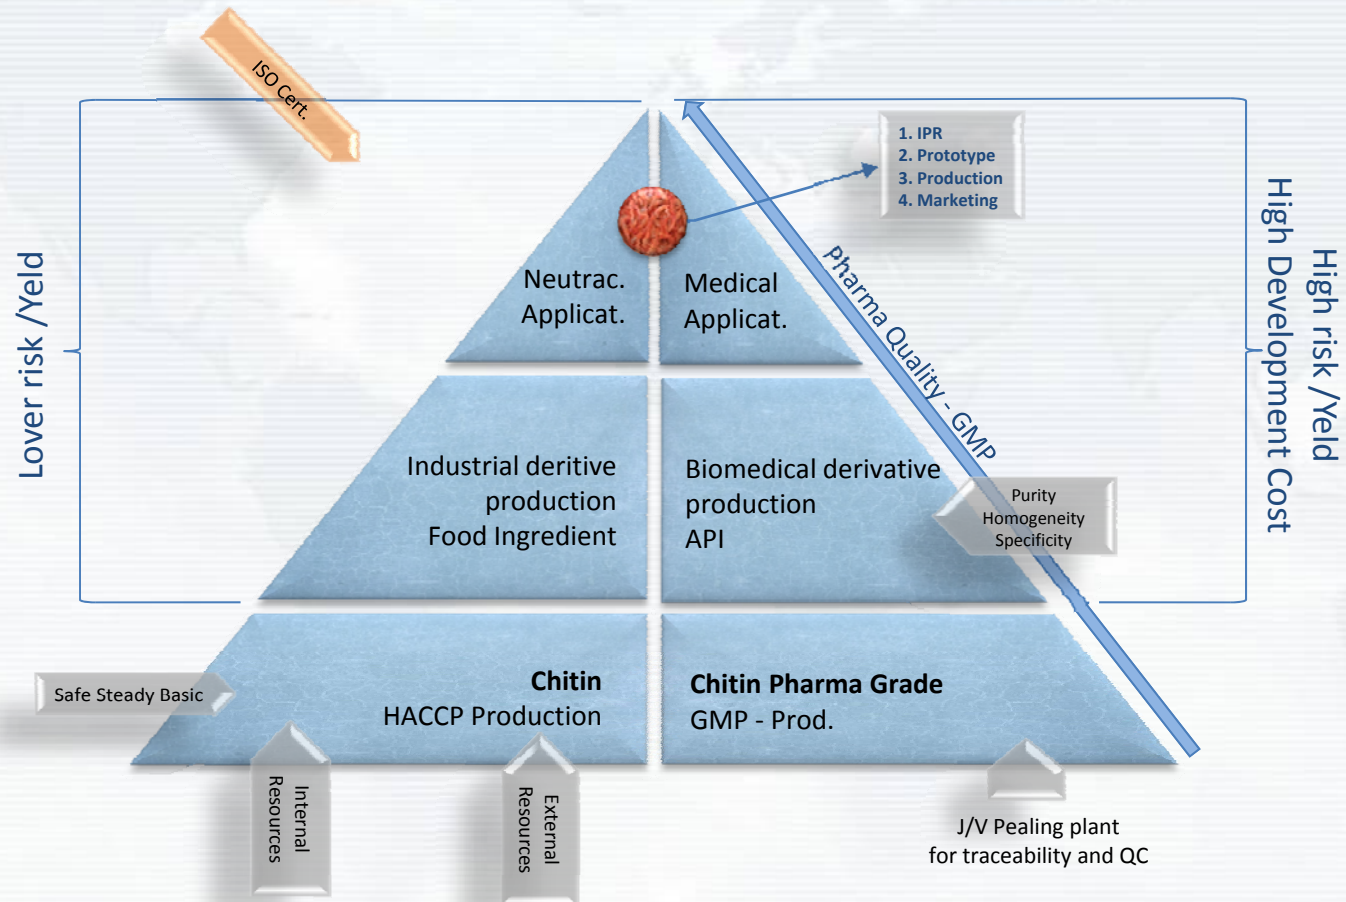 ISO Cert.
1. IPR
2. Prototype
3. Production
4. Marketing
Lover risk /Yeld
High risk /Yeld
High Development Cost
Pharma Quality - GMP
Neutrac.
Applicat.
Medical
Applicat.
Industrial deritive
production
Food Ingredient
Biomedical derivative
production
API
Purity
Homogeneity
Specificity
Safe Steady Basic
Chitin
HACCP Production
Chitin Pharma Grade
GMP - Prod.
Internal
Resources
External
Resources
J/V Pealing plant
for traceability and QC